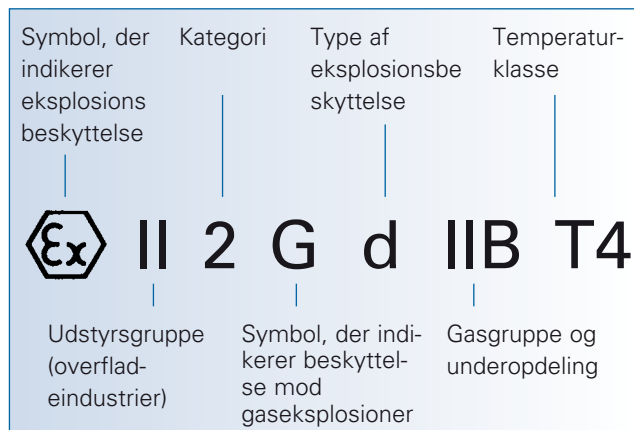 Symbol, der
indikerer
eksplosions
beskyttelse
Kategori
Type af
eksplosionsbe
skyttelse
Temperatur-
klasse
Ex II 2 G d IIB T4
Udstyrsgruppe
(overflad-
eindustrier)
Symbol, der indi-
kerer beskyttel-
se mod
gaseksplosioner
Gasgruppe og
underopdeling